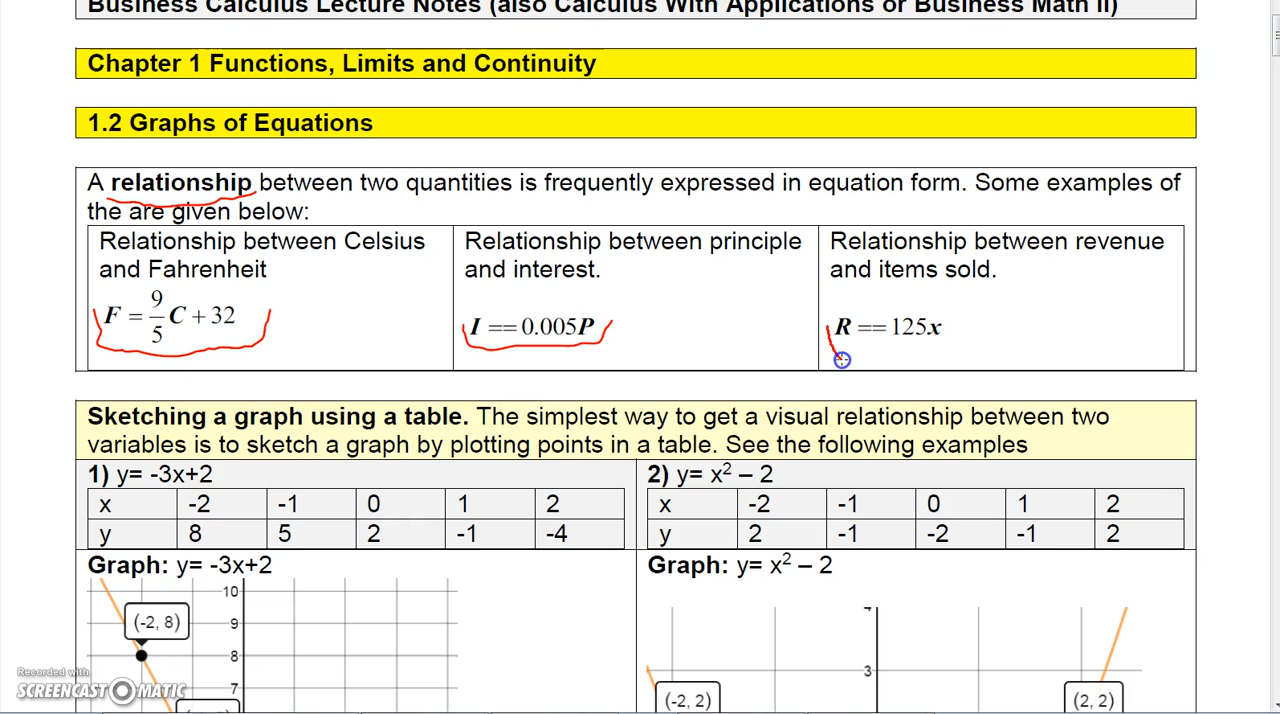 Business Calculus Lecture Notes (also Calculus With Applications or Business Math II)
Chapter 1 Functions, Limits and Continuity
1.2 Graphs of Equations
A relationship between two quantities is frequently expressed in equation form. Some examples of
the are given below:
Relationship between Celsius
and Fahrenheit
F = 9/5 C + 32
Relationship between principle
and interest.
I == 0.005P
Relationship between revenue
and items sold.
R == 125x
Sketching a graph using a table. The simplest way to get a visual relationship between two
variables is to sketch a graph by plotting points in a table. See the following examples
1) y= -3x+2
x -2 -1 0 1 2
y 8 5 2 -1 -4
Graph: y= -3x+2
10
(-2, 8)
9
8
7
2) y= x² – 2
x -2 -1 0 1 2
y 2 -1 -2 -1 2
Graph: y= x² – 2
4
3
(-2, 2)
(2, 2)
Recorded with
SCREENCAST MATIC